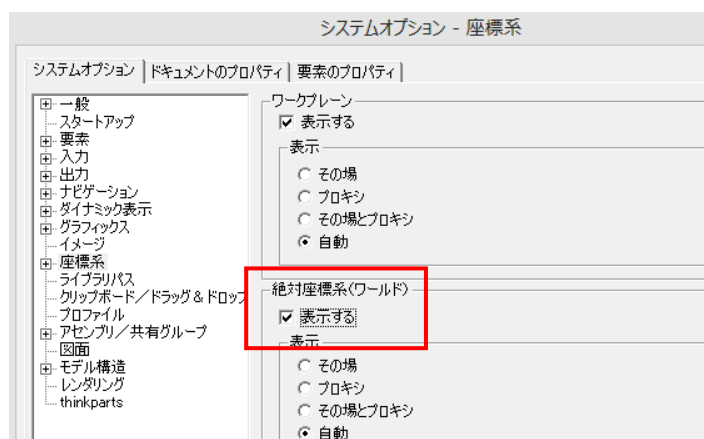 システムオプション - 座標系
システムオプション
ドキュメントのプロパティ
要素のプロパティ
一般
スタートアップ
要素
入力
出力
ナビゲーション
ダイナミック表示
グラフィックス
イメージ
座標系
ライブラリパス
クリップボード/ドラッグ&ドロップ
プロファイル
アセンブリ/共有グループ
図面
モデル構造
レンダリング
thinkparts
ワークプレーン
表示する
表示
その場
プロキシ
その場とプロキシ
自動
絶対座標系(ワールド)
表示する
表示
その場
プロキシ
その場とプロキシ
自動